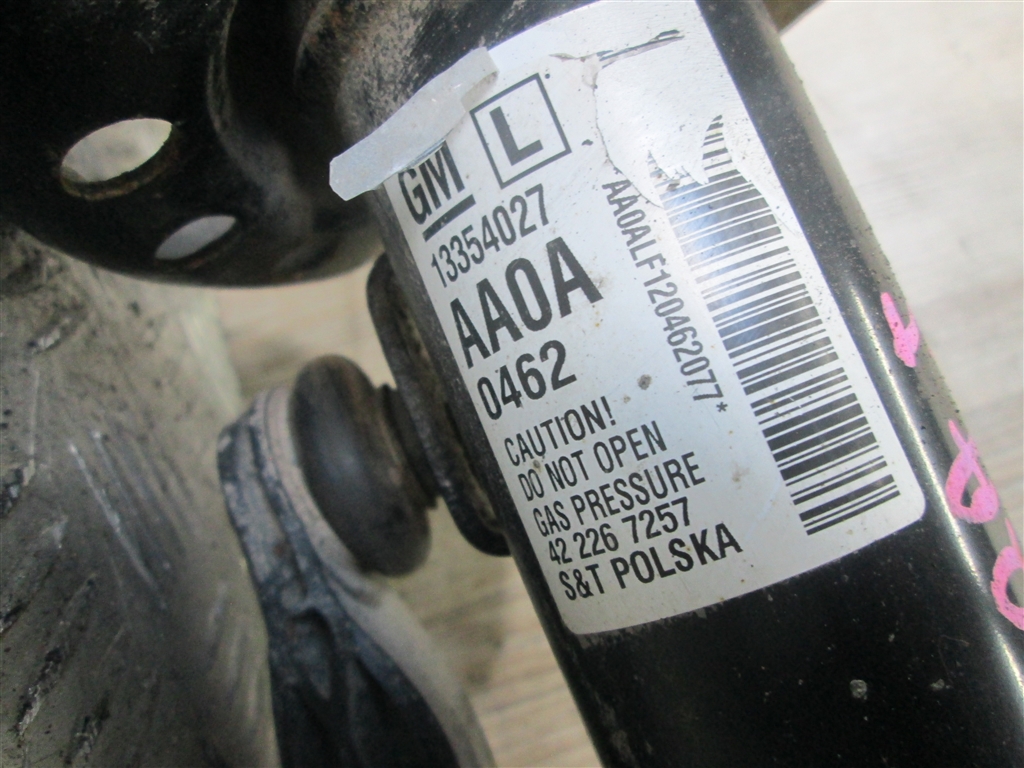 GM L
13354027
AA0A
0462
CAUTION!
DO NOT OPEN
GAS PRESSURE
42 226 7257
S&T POLSKA
AA0ALF120462077*